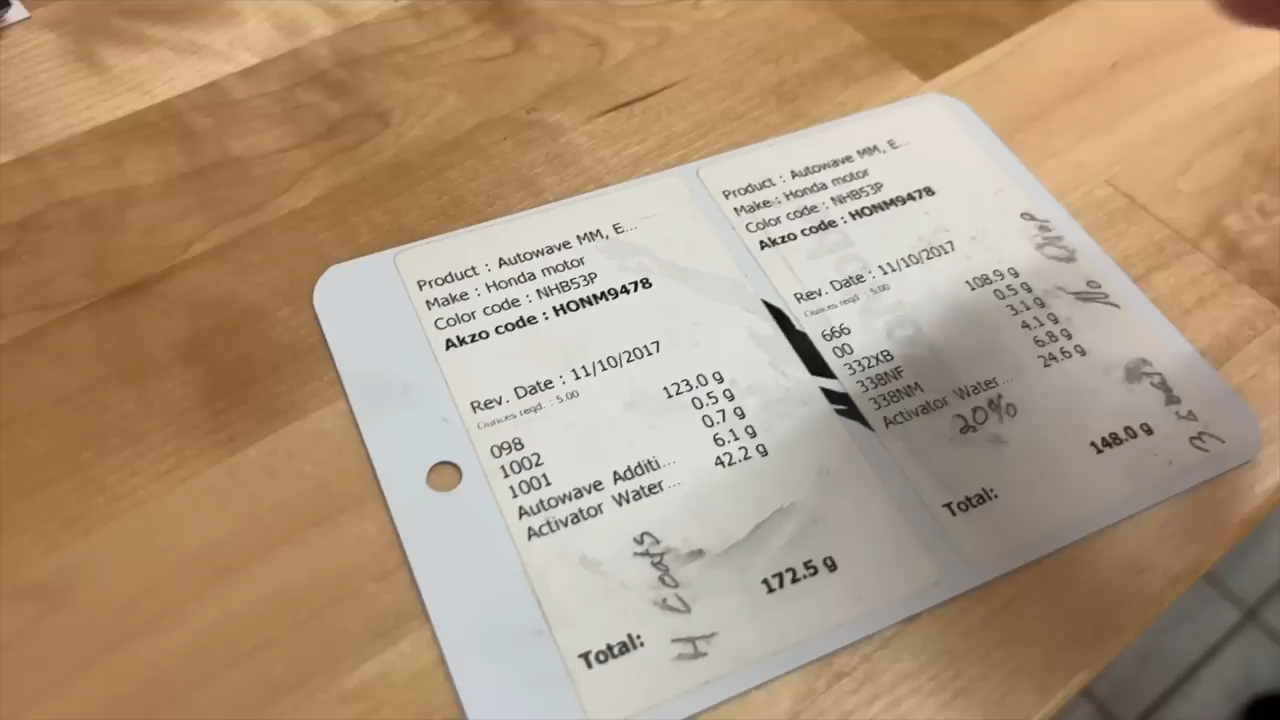 Product : Autowave MM, E...
Make : Honda motor
Color code : NHB53P
Akzo code : HONM9478
Rev. Date : 11/10/2017
Ounces reqd. : 5.00
098 123.0 g
1002 0.5 g
1001 0.7 g
Autowave Additi... 6.1 g
Activator Water... 42.2 g
172.5 g
Total:
4 coats
Product : Autowave MM, E...
Make : Honda motor
Color code : NHB53P
Akzo code : HONM9478
Rev. Date : 11/10/2017
Ounces reqd. : 5.00
666 108.9 g
00 0.5 g
332XB 3.1 g
338NF 4.1 g
338NM 6.8 g
Activator Water... 24.6 g
20%
148.0 g
Total:
No Drop
3 coats